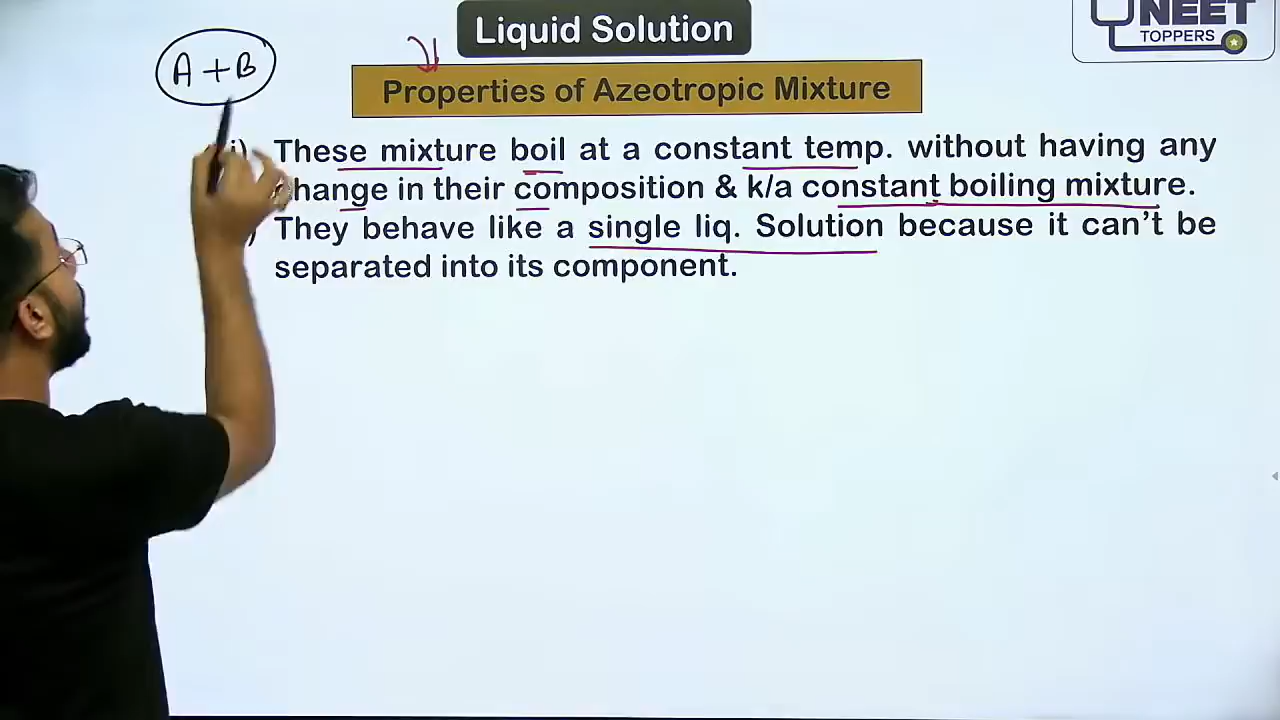 Liquid Solution
NEET
TOPPERS
A + B
Properties of Azeotropic Mixture
i) These mixture boil at a constant temp. without having any
change in their composition & k/a constant boiling mixture.
) They behave like a single liq. Solution because it can't be
separated into its component.